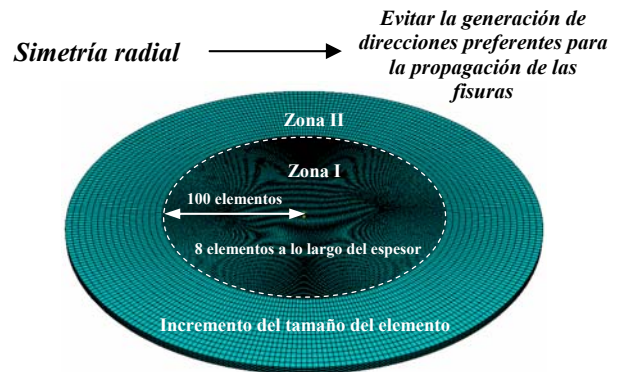 Simetría radial
Evitar la generación de
direcciones preferentes para
la propagación de las
fisuras
Zona II
Zona I
100 elementos
8 elementos a lo largo del espesor
Incremento del tamaño del elemento